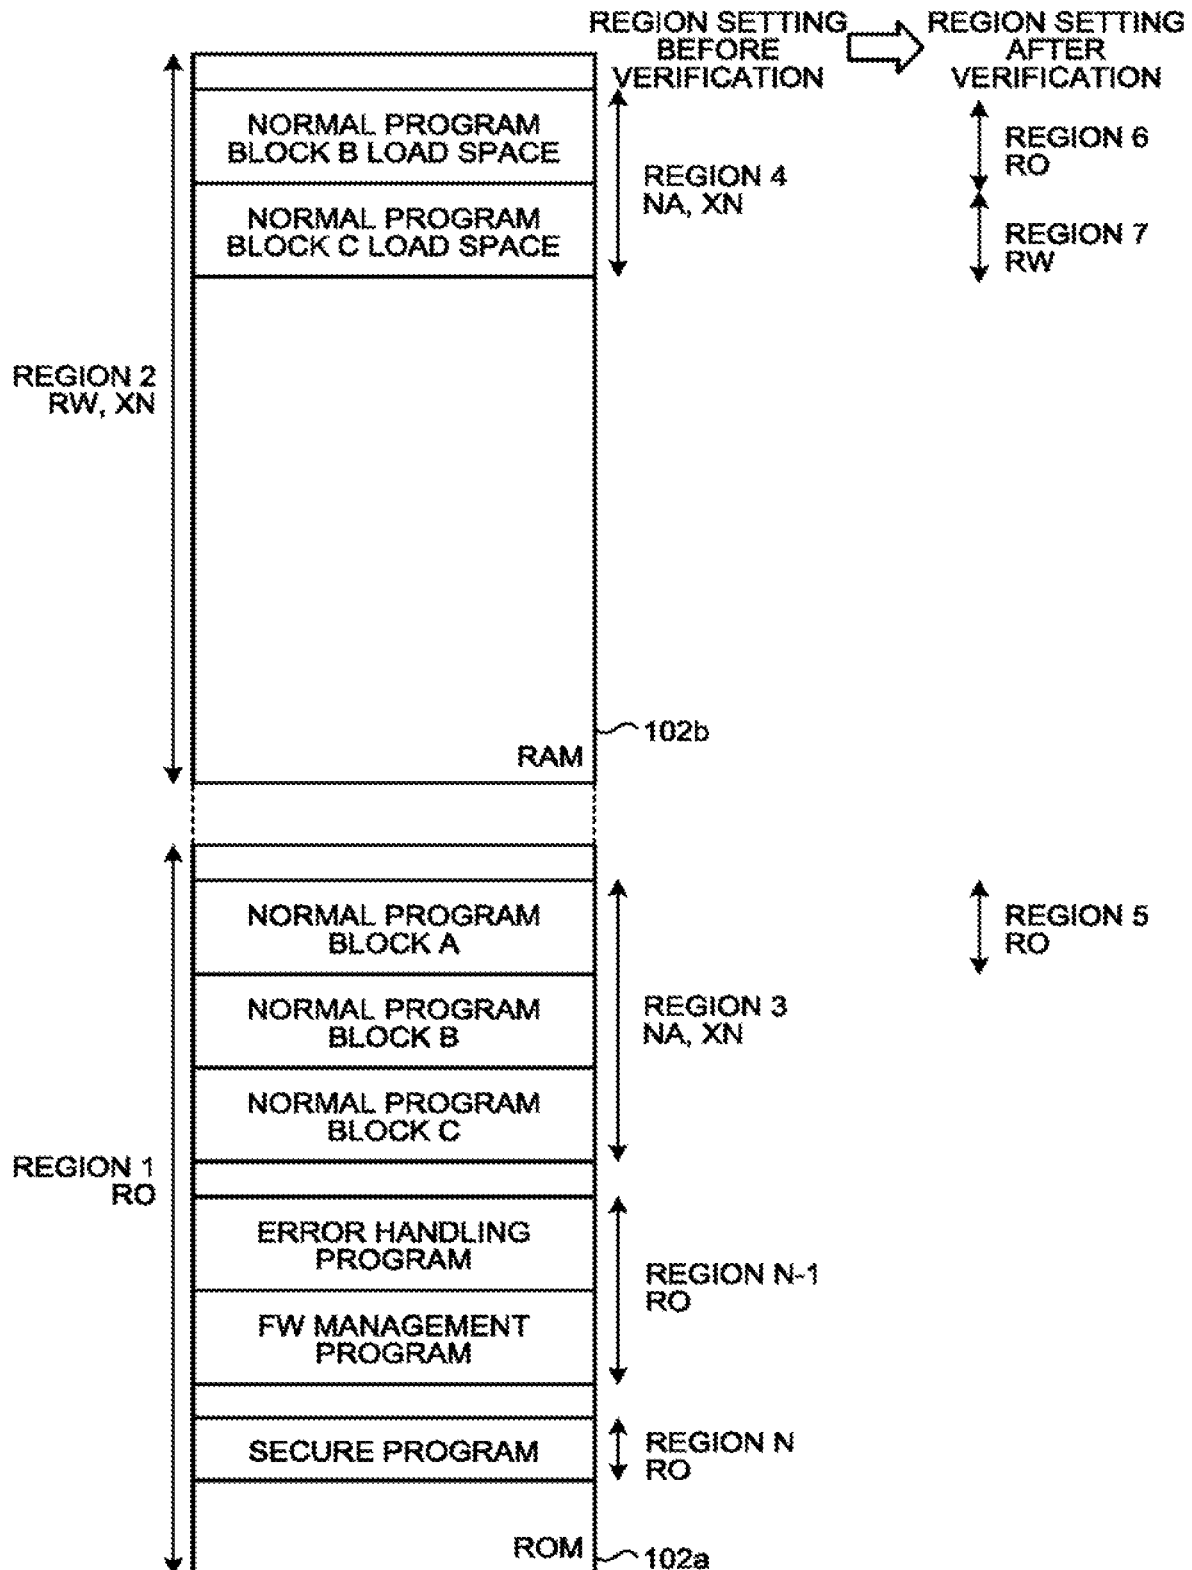 REGION SETTING
BEFORE
VERIFICATION
REGION SETTING
AFTER
VERIFICATION
NORMAL PROGRAM
BLOCK B LOAD SPACE
REGION 4
NA, XN
REGION 6
RO
NORMAL PROGRAM
BLOCK C LOAD SPACE
REGION 7
RW
REGION 2
RW, XN
102b
RAM
NORMAL PROGRAM
BLOCK A
REGION 5
RO
NORMAL PROGRAM
BLOCK B
REGION 3
NA, XN
NORMAL PROGRAM
BLOCK C
REGION 1
RO
ERROR HANDLING
PROGRAM
REGION N-1
RO
FW MANAGEMENT
PROGRAM
SECURE PROGRAM
REGION N
RO
ROM
102a